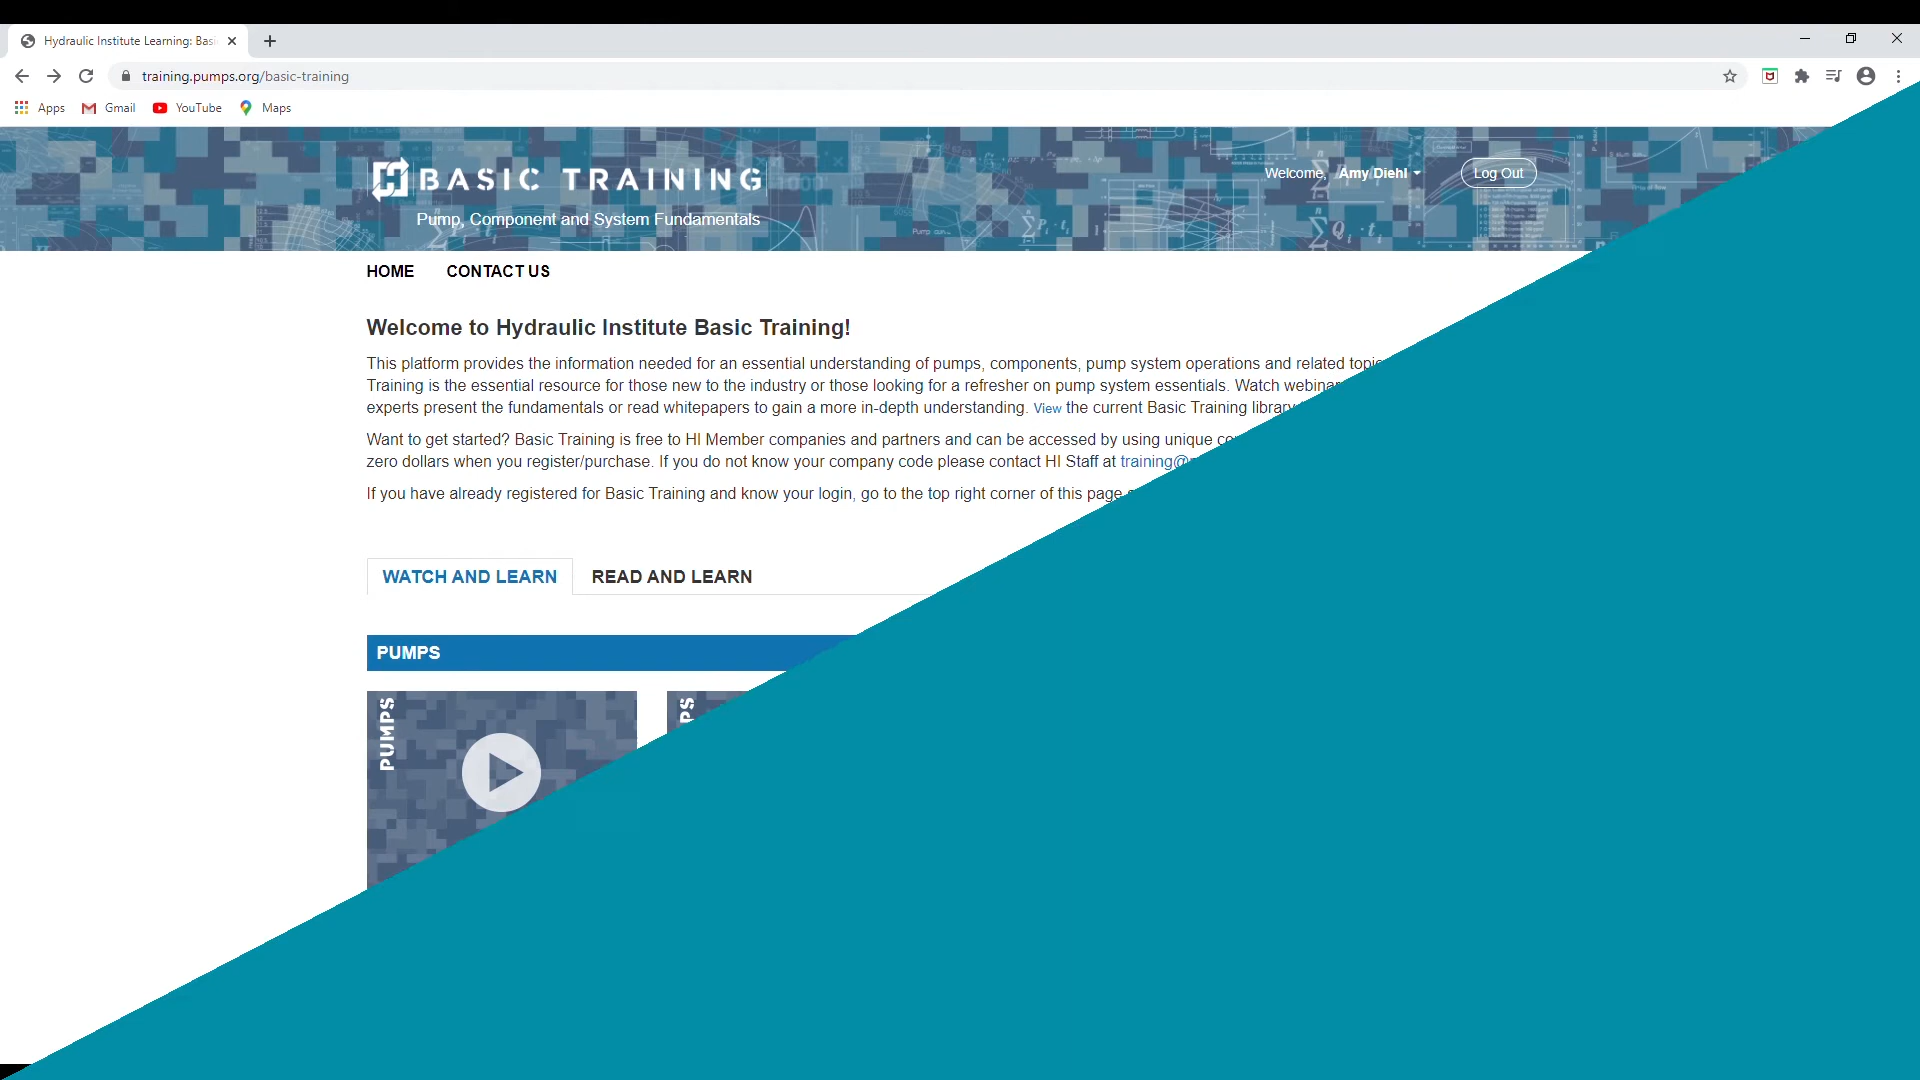 Hydraulic Institute Learning: Basi
training.pumps.org/basic-training
Apps Gmail YouTube Maps
BASIC TRAINING
Pump, Component and System Fundamentals
Welcome, Amy Diehl
Log Out
HOME CONTACT US
Welcome to Hydraulic Institute Basic Training!
This platform provides the information needed for an essential understanding of pumps, components, pump system operations and related
Training is the essential resource for those new to the industry or those looking for a refresher on pump system essentials. Watch
experts present the fundamentals or read whitepapers to gain a more in-depth understanding. View the current Basic Training library
Want to get started? Basic Training is free to HI Member companies and partners and can be accessed by using unique
zero dollars when you register/purchase. If you do not know your company code please contact HI Staff at training@
If you have already registered for Basic Training and know your login, go to the top right corner of this page
WATCH AND LEARN READ AND LEARN
PUMPS
PUMPS
PS